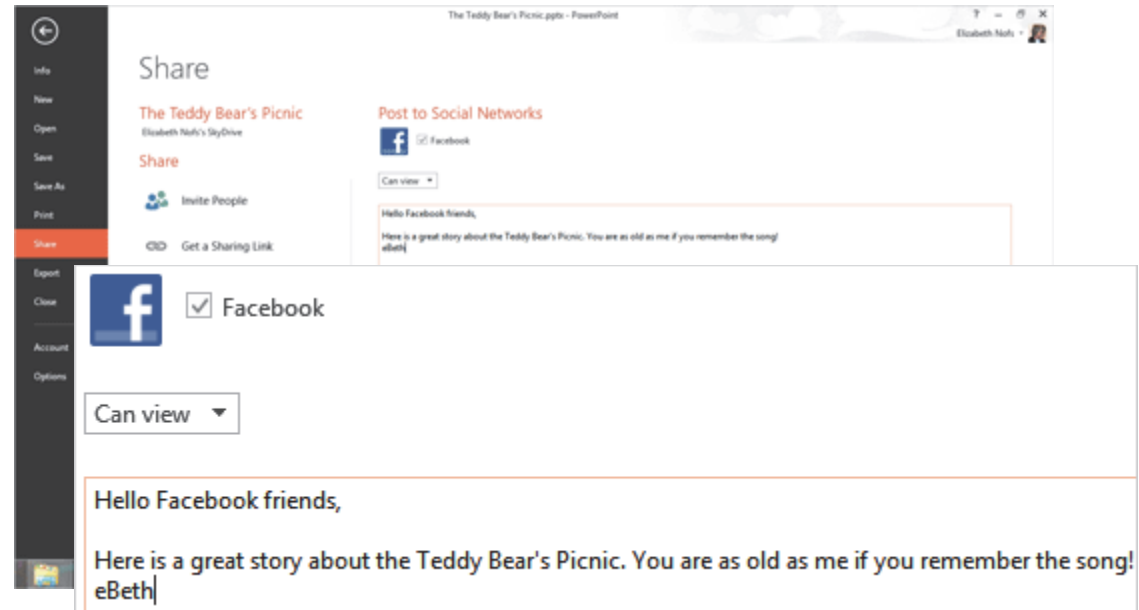 The Teddy Bear's Picnic.pptx - PowerPoint
?
Elizabeth Nofs
Info
New
Open
Save
Save As
Print
Share
Export
Close
Account
Options
Share
The Teddy Bear's Picnic
Elizabeth Nofs's SkyDrive
Share
Invite People
Get a Sharing Link
Post to Social Networks
f
Facebook
Can view
Hello Facebook friends,
Here is a great story about the Teddy Bear's Picnic. You are as old as me if you remember the song!
eBeth
f
Facebook
Can view
Hello Facebook friends,
Here is a great story about the Teddy Bear's Picnic. You are as old as me if you remember the song!
eBeth